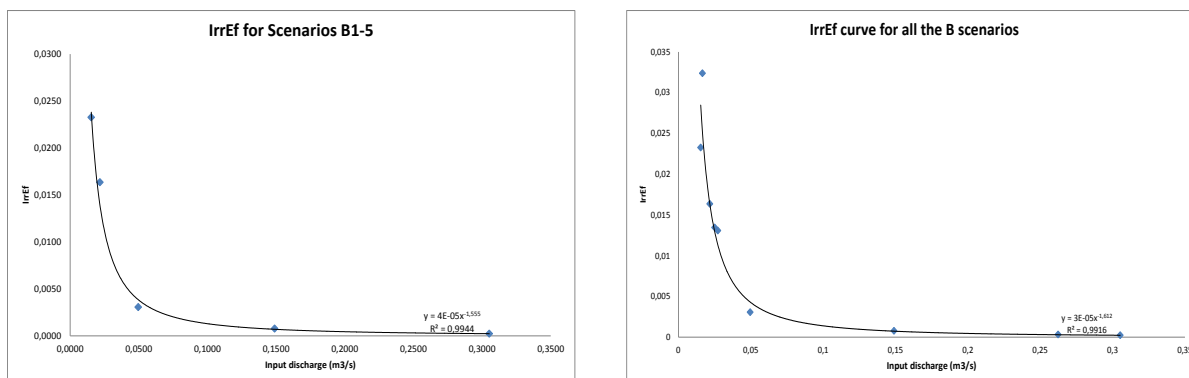 IrrEf for Scenarios B1-5
0,0300
0,0250
0,0200
0,0150
0,0100
0,0050
0,0000
IrrEf
y = 4E-05x^-1,555
R² = 0,9944
0,0000 0,0500 0,1000 0,1500 0,2000 0,2500 0,3000 0,3500
Input discharge (m3/s)
IrrEf curve for all the B scenarios
0,035
0,03
0,025
0,02
0,015
0,01
0,005
0
IrrEf
y = 3E-05x^-1,612
R² = 0,9916
0 0,05 0,1 0,15 0,2 0,25 0,3 0,35
Input discharge (m3/s)